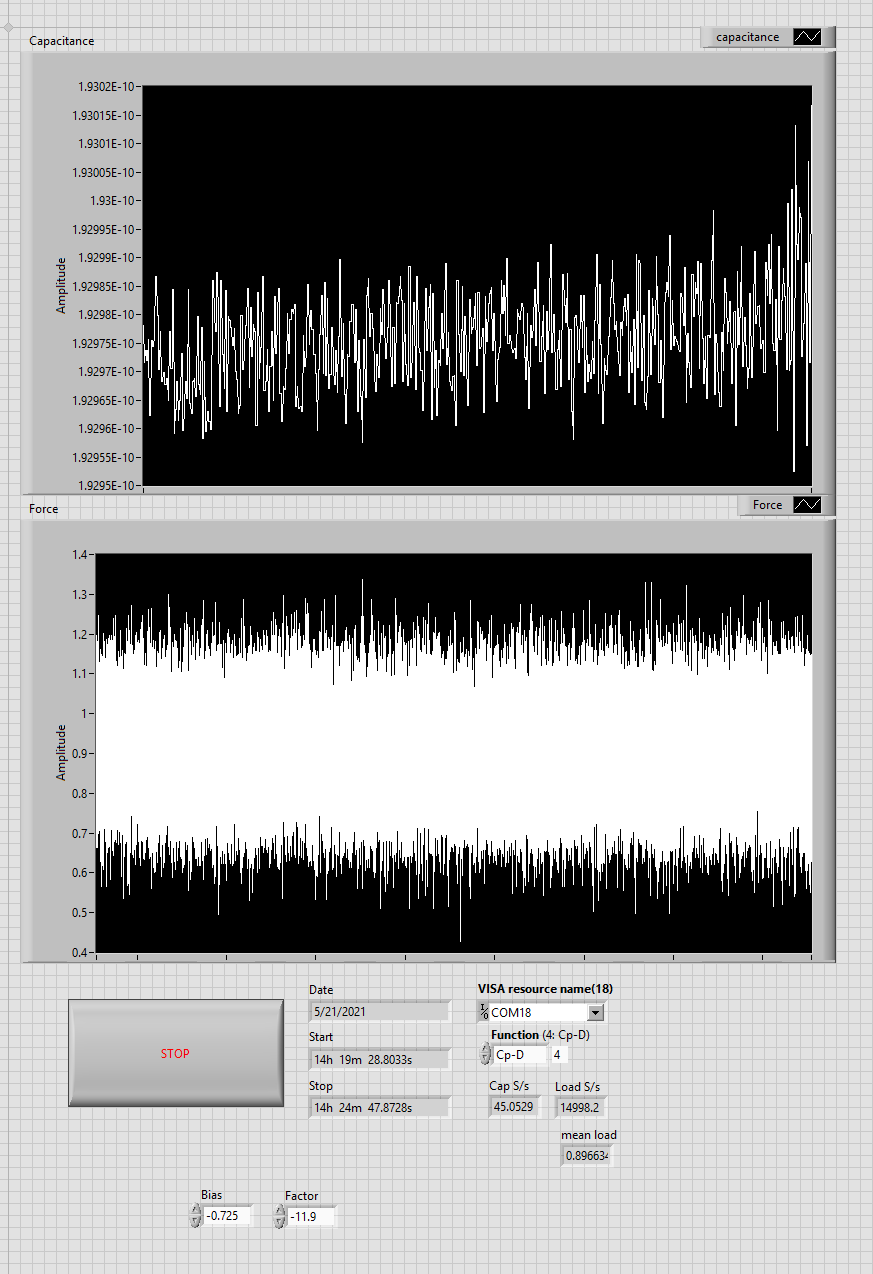 Capacitance
capacitance
1.9302E-10
1.93015E-10
1.9301E-10
1.93005E-10
1.93E-10
1.92995E-10
1.9299E-10
1.92985E-10
1.9298E-10
1.92975E-10
1.9297E-10
1.92965E-10
1.9296E-10
1.92955E-10
1.9295E-10
Amplitude
Force
Force
1.4
1.3
1.2
1.1
1
0.9
0.8
0.7
0.6
0.5
0.4
Amplitude
STOP
Date
5/21/2021
Start
14h 19m 28.8033s
Stop
14h 24m 47.8728s
VISA resource name(18)
I/O COM18
Function (4: Cp-D)
Cp-D 4
Cap S/s Load S/s
45.0529 14998.2
mean load
0.896634
Bias Factor
-0.725 -11.9